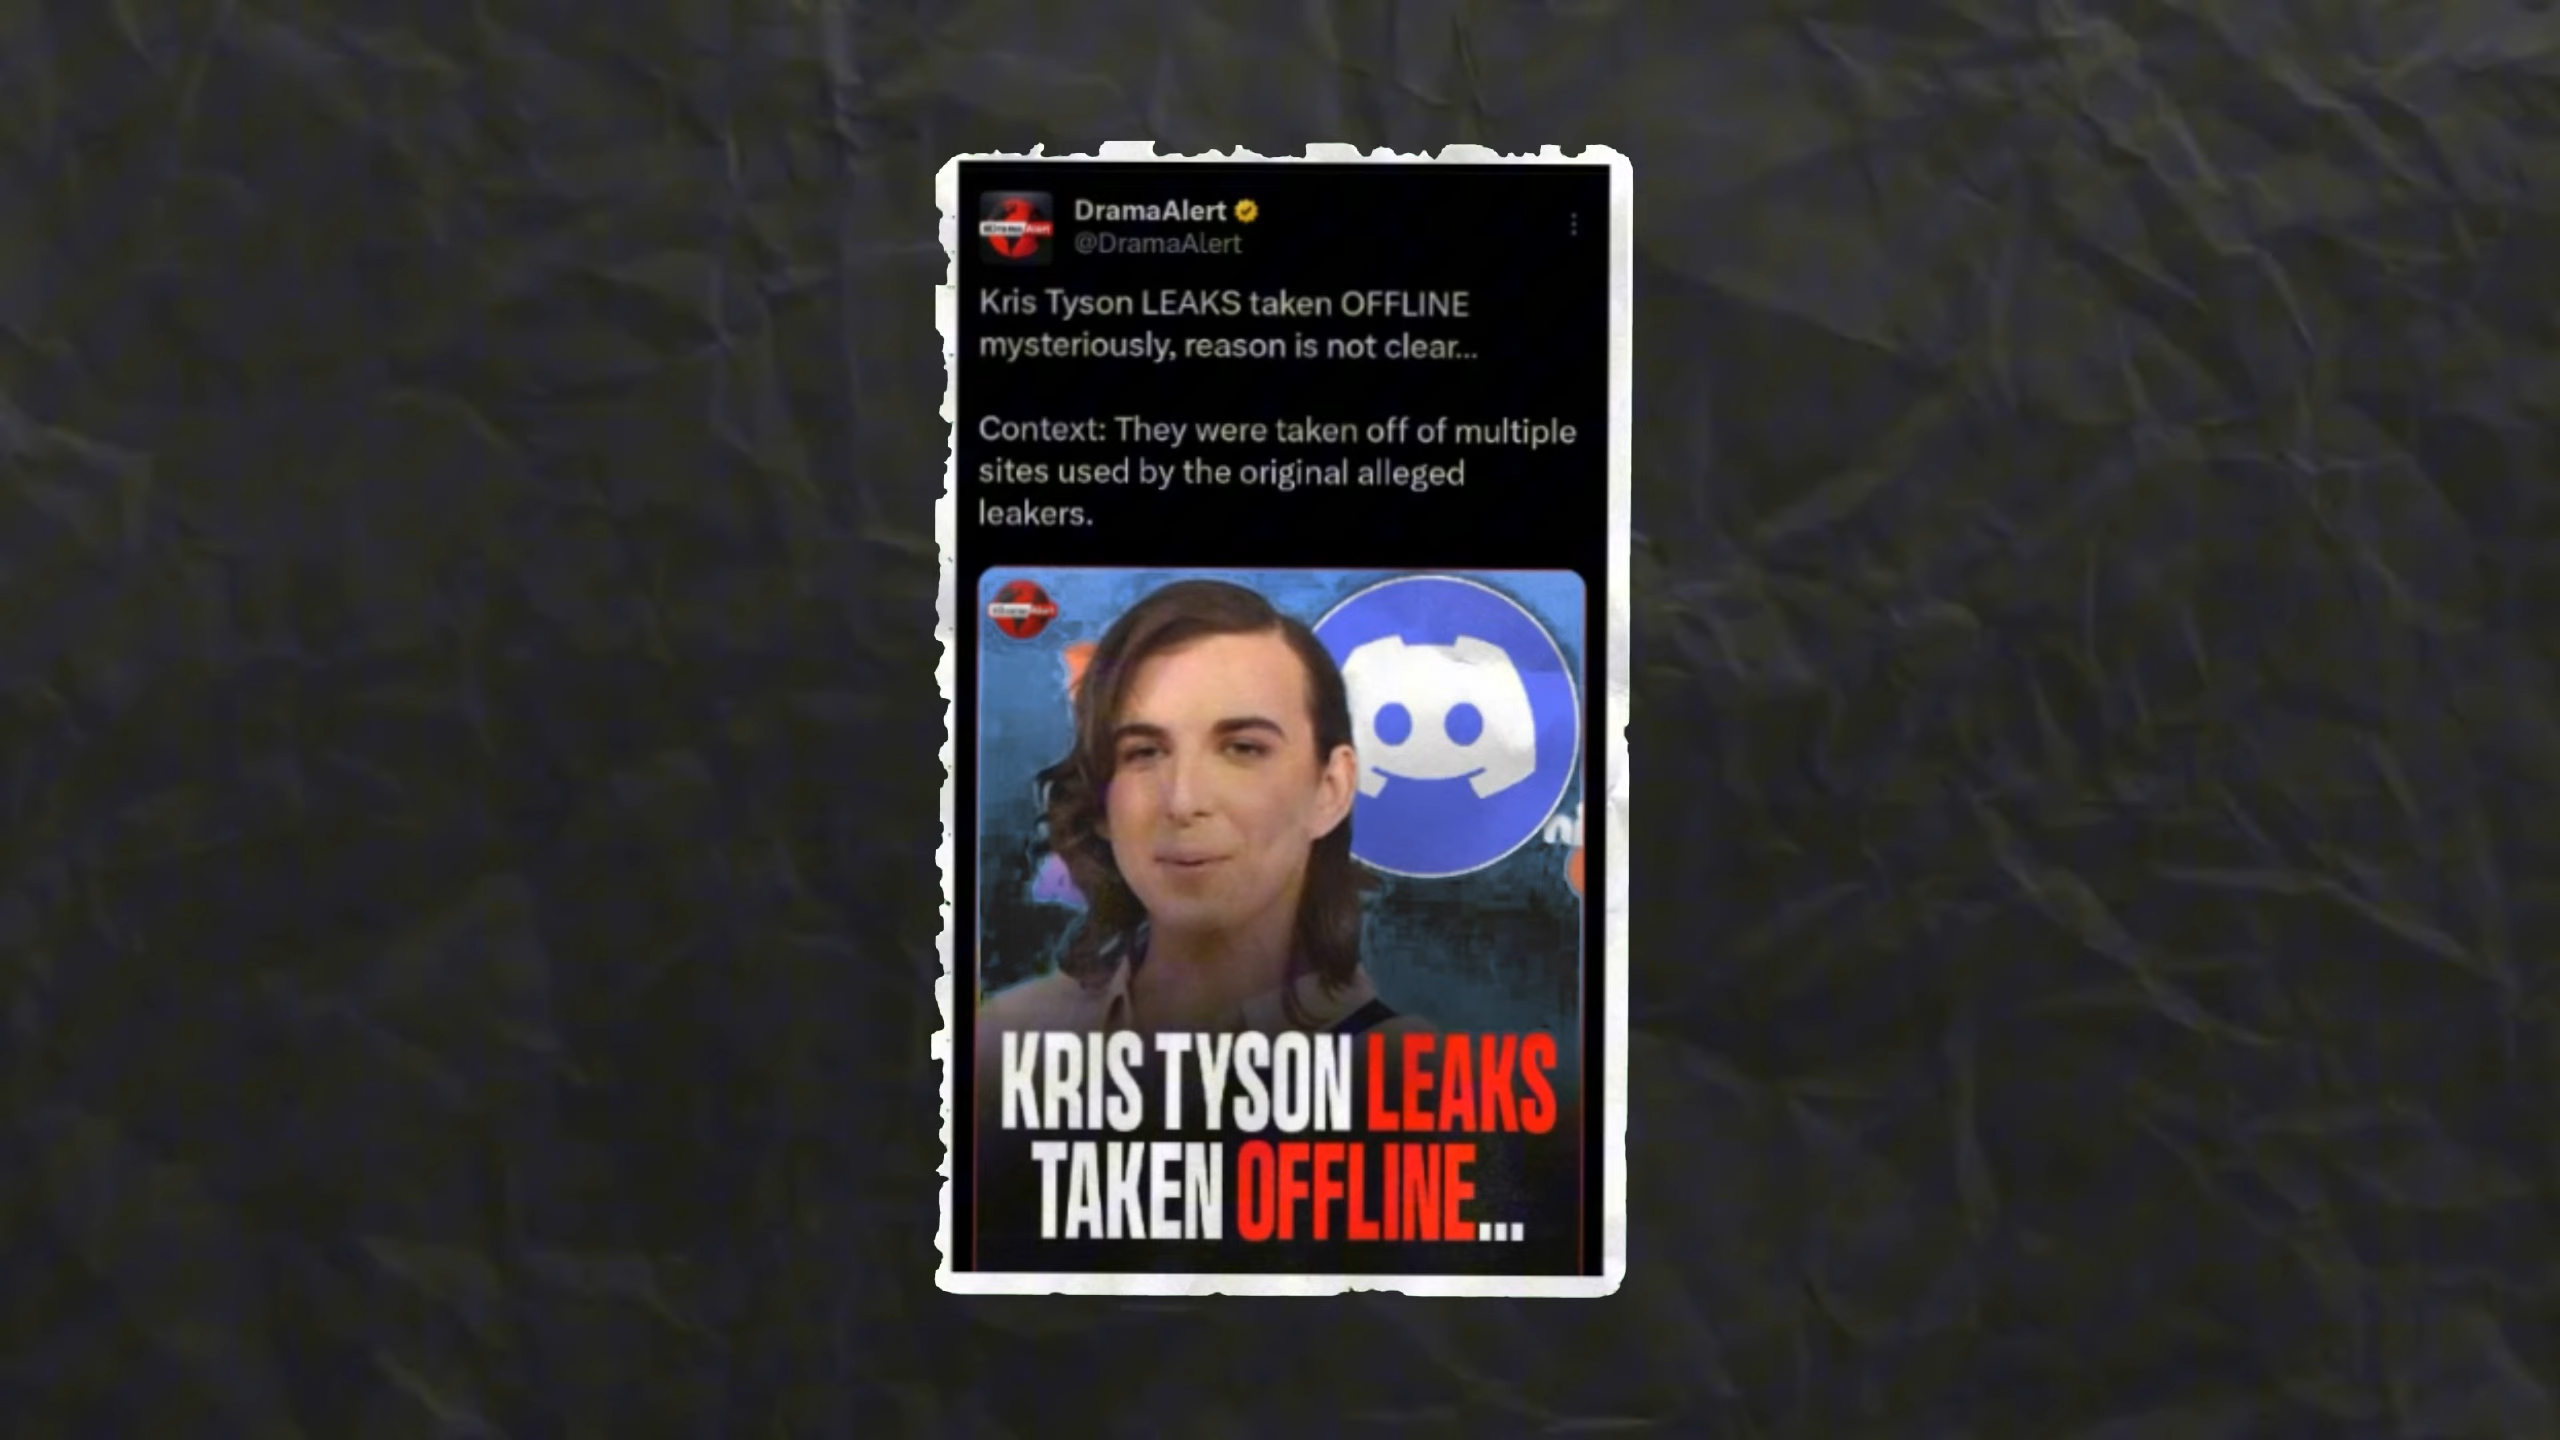 DramaAlert
@DramaAlert
Kris Tyson LEAKS taken OFFLINE
mysteriously, reason is not clear...
Context: They were taken off of multiple
sites used by the original alleged
leakers.
KRIS TYSON LEAKS
TAKEN OFFLINE...